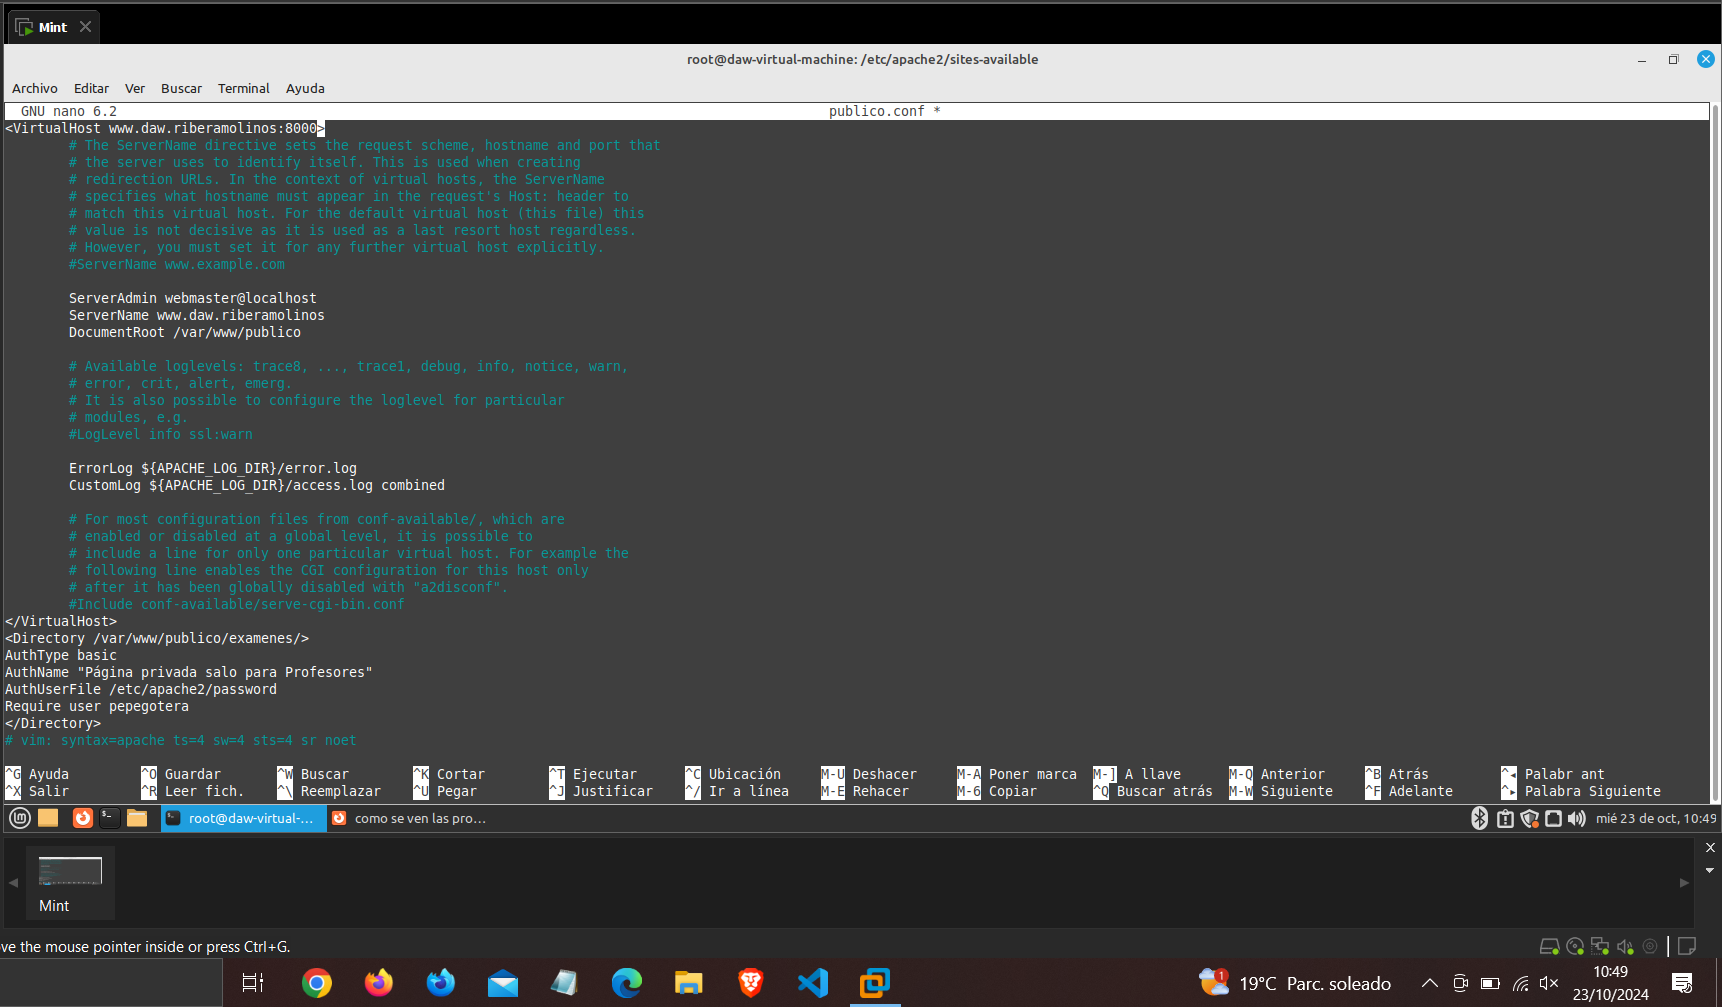 Mint
root@daw-virtual-machine: /etc/apache2/sites-available
Archivo Editar Ver Buscar Terminal Ayuda
GNU nano 6.2 publico.conf *
<VirtualHost www.daw.riberamolinos:8000>
# The ServerName directive sets the request scheme, hostname and port that
# the server uses to identify itself. This is used when creating
# redirection URLs. In the context of virtual hosts, the ServerName
# specifies what hostname must appear in the request's Host: header to
# match this virtual host. For the default virtual host (this file) this
# value is not decisive as it is used as a last resort host regardless.
# However, you must set it for any further virtual host explicitly.
#ServerName www.example.com
ServerAdmin webmaster@localhost
ServerName www.daw.riberamolinos
DocumentRoot /var/www/publico
# Available loglevels: trace8, ..., trace1, debug, info, notice, warn,
# error, crit, alert, emerg.
# It is also possible to configure the loglevel for particular
# modules, e.g.
#LogLevel info ssl:warn
ErrorLog ${APACHE_LOG_DIR}/error.log
CustomLog ${APACHE_LOG_DIR}/access.log combined
# For most configuration files from conf-available/, which are
# enabled or disabled at a global level, it is possible to
# include a line for only one particular virtual host. For example the
# following line enables the CGI configuration for this host only
# after it has been globally disabled with "a2disconf".
#Include conf-available/serve-cgi-bin.conf
</VirtualHost>
<Directory /var/www/publico/examenes/>
AuthType basic
AuthName "Página privada salo para Profesores"
AuthUserFile /etc/apache2/password
Require user pepegotera
</Directory>
# vim: syntax=apache ts=4 sw=4 sts=4 sr noet
^G Ayuda ^O Guardar ^W Buscar ^K Cortar ^T Ejecutar ^C Ubicación M-U Deshacer M-A Poner marca M-] A llave M-Q Anterior ^B Atrás ^◂ Palabr ant
^X Salir ^R Leer fich. ^\ Reemplazar ^U Pegar ^J Justificar ^/ Ir a línea M-E Rehacer M-6 Copiar ^Q Buscar atrás M-W Siguiente ^F Adelante ^▸ Palabra Siguiente
root@daw-virtual-... como se ven las pro... mié 23 de oct, 10:49
Mint
ve the mouse pointer inside or press Ctrl+G.
1 19°C Parc. soleado 10:49
23/10/2024